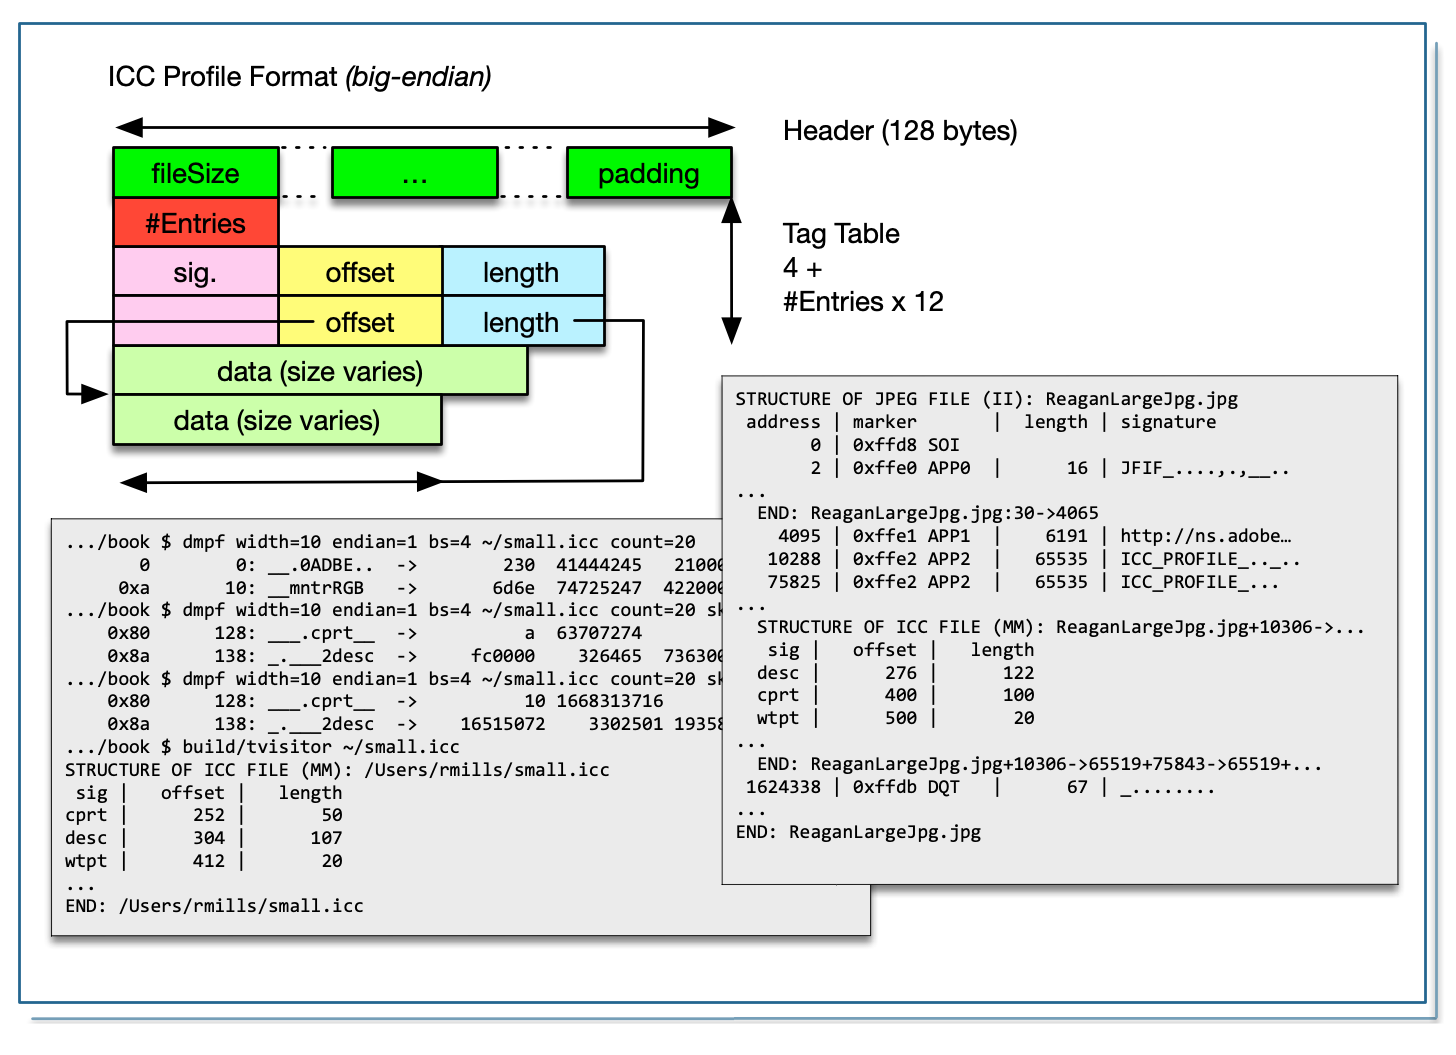 ICC Profile Format (big-endian)
Header (128 bytes)
fileSize
...
padding
#Entries
Tag Table
4 +
#Entries x 12
sig. offset length
offset length
data (size varies)
data (size varies)
.../book $ dmpf width=10 endian=1 bs=4 ~/small.icc count=20
0 0: __.0ADBE.. -> 230 41444245 21000
0xa 10: __mntrRGB -> 6d6e 74725247 422000
.../book $ dmpf width=10 endian=1 bs=4 ~/small.icc count=20 sk
0x80 128: ___.cprt__ -> a 63707274
0x8a 138: _.___2desc -> fc0000 326465 736300
.../book $ dmpf width=10 endian=1 bs=4 ~/small.icc count=20 sk
0x80 128: ___.cprt__ -> 10 1668313716
0x8a 138: _.___2desc -> 16515072 3302501 19358
.../book $ build/tvisitor ~/small.icc
STRUCTURE OF ICC FILE (MM): /Users/rmills/small.icc
sig | offset | length
cprt | 252 | 50
desc | 304 | 107
wtpt | 412 | 20
...
END: /Users/rmills/small.icc
STRUCTURE OF JPEG FILE (II): ReaganLargeJpg.jpg
address | marker | length | signature
0 | 0xffd8 SOI
2 | 0xffe0 APP0 | 16 | JFIF_....,.,__..
...
END: ReaganLargeJpg.jpg:30->4065
4095 | 0xffe1 APP1 | 6191 | http://ns.adobe…
10288 | 0xffe2 APP2 | 65535 | ICC_PROFILE_.._..
75825 | 0xffe2 APP2 | 65535 | ICC_PROFILE_...
...
STRUCTURE OF ICC FILE (MM): ReaganLargeJpg.jpg+10306->...
sig | offset | length
desc | 276 | 122
cprt | 400 | 100
wtpt | 500 | 20
...
END: ReaganLargeJpg.jpg+10306->65519+75843->65519+...
1624338 | 0xffdb DQT | 67 | _........
...
END: ReaganLargeJpg.jpg